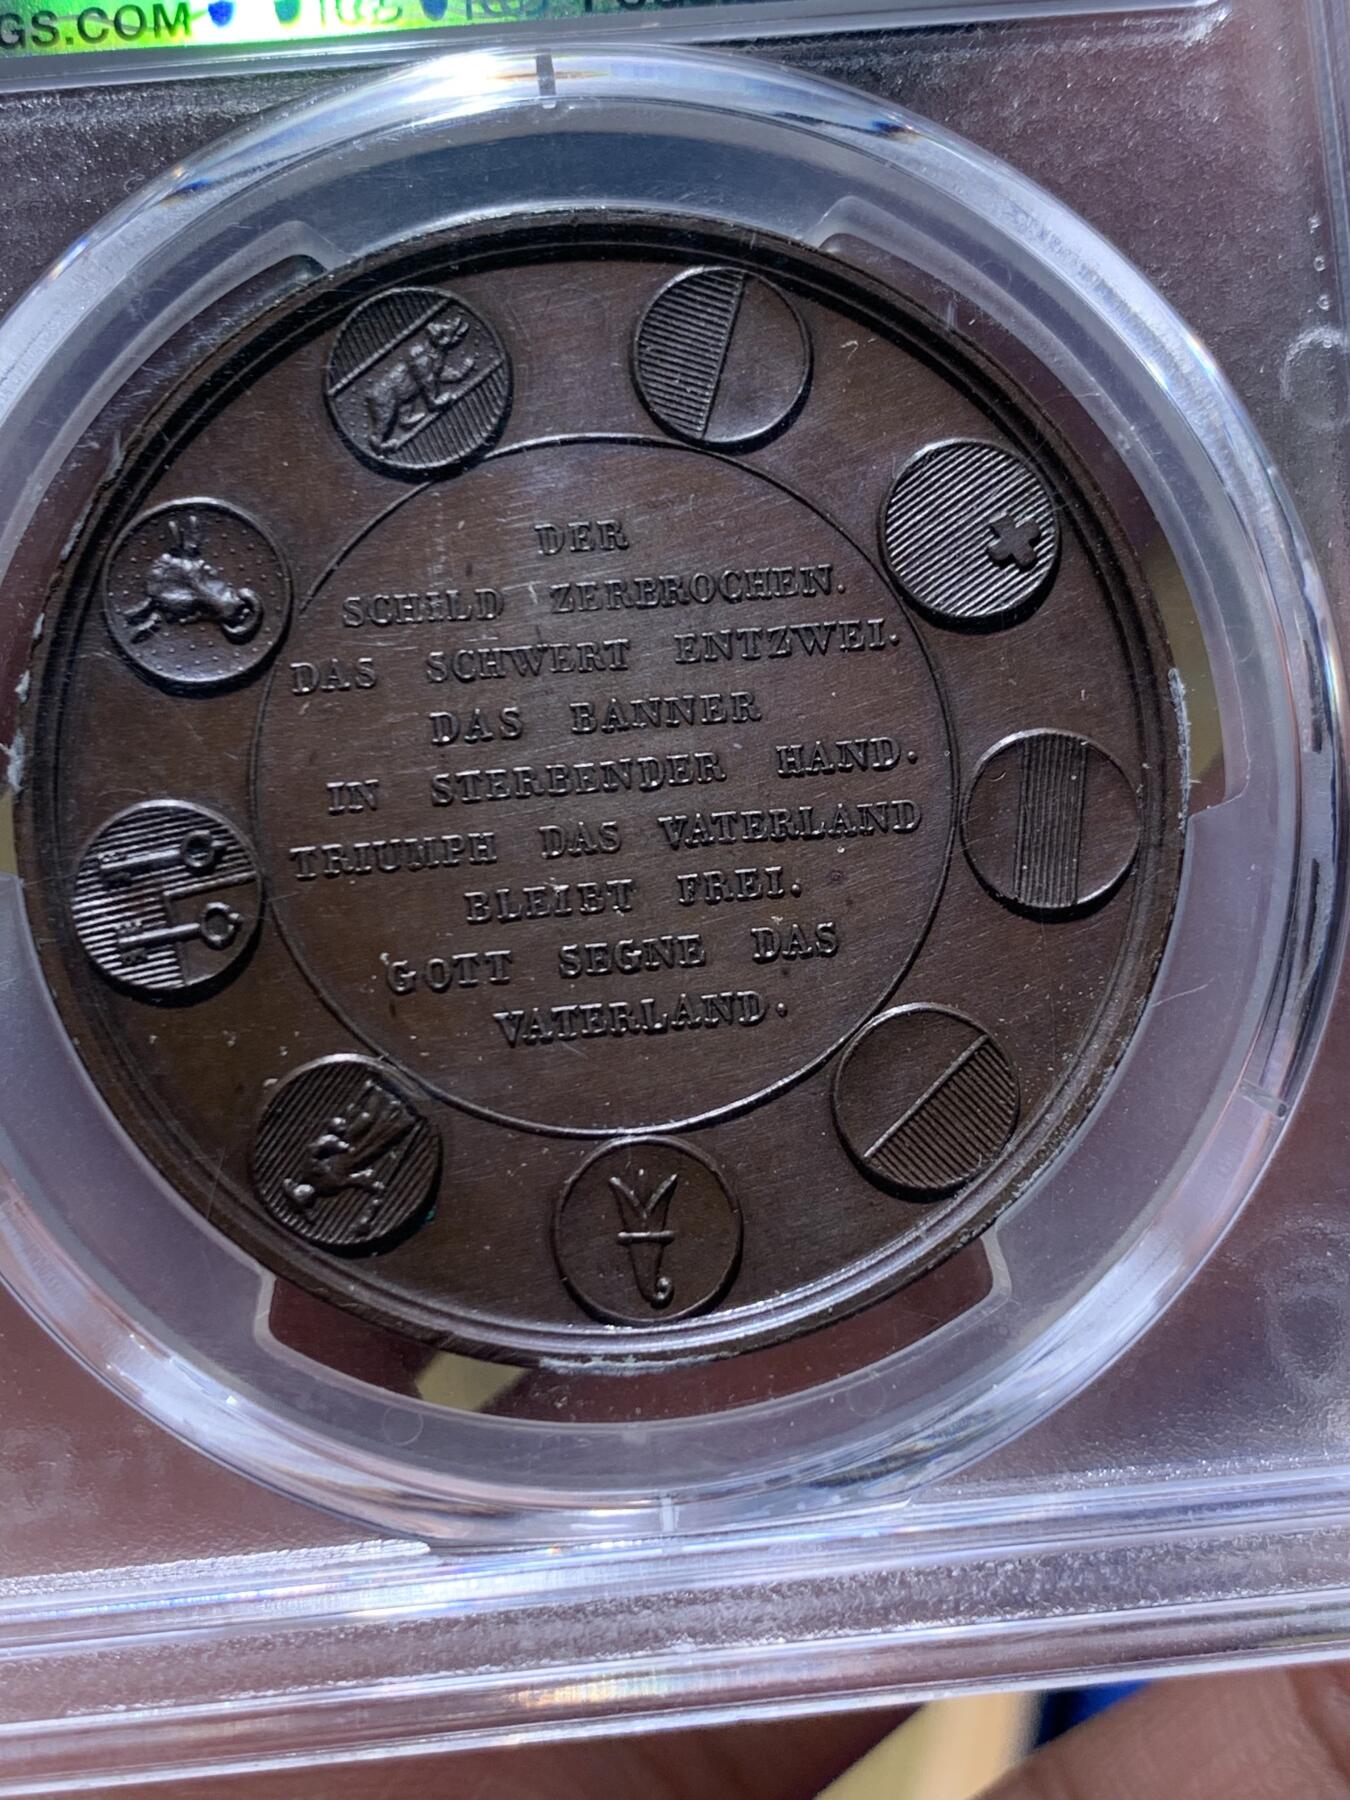 GS.COM
DER
SCHILD ZERBROCHEN.
DAS SCHWERT ENTZWEI.
DAS BANNER
IN STERBENDER HAND.
TRIUMPH DAS VATERLAND
BLEIBT FREI.
GOTT SEGNE DAS
VATERLAND.